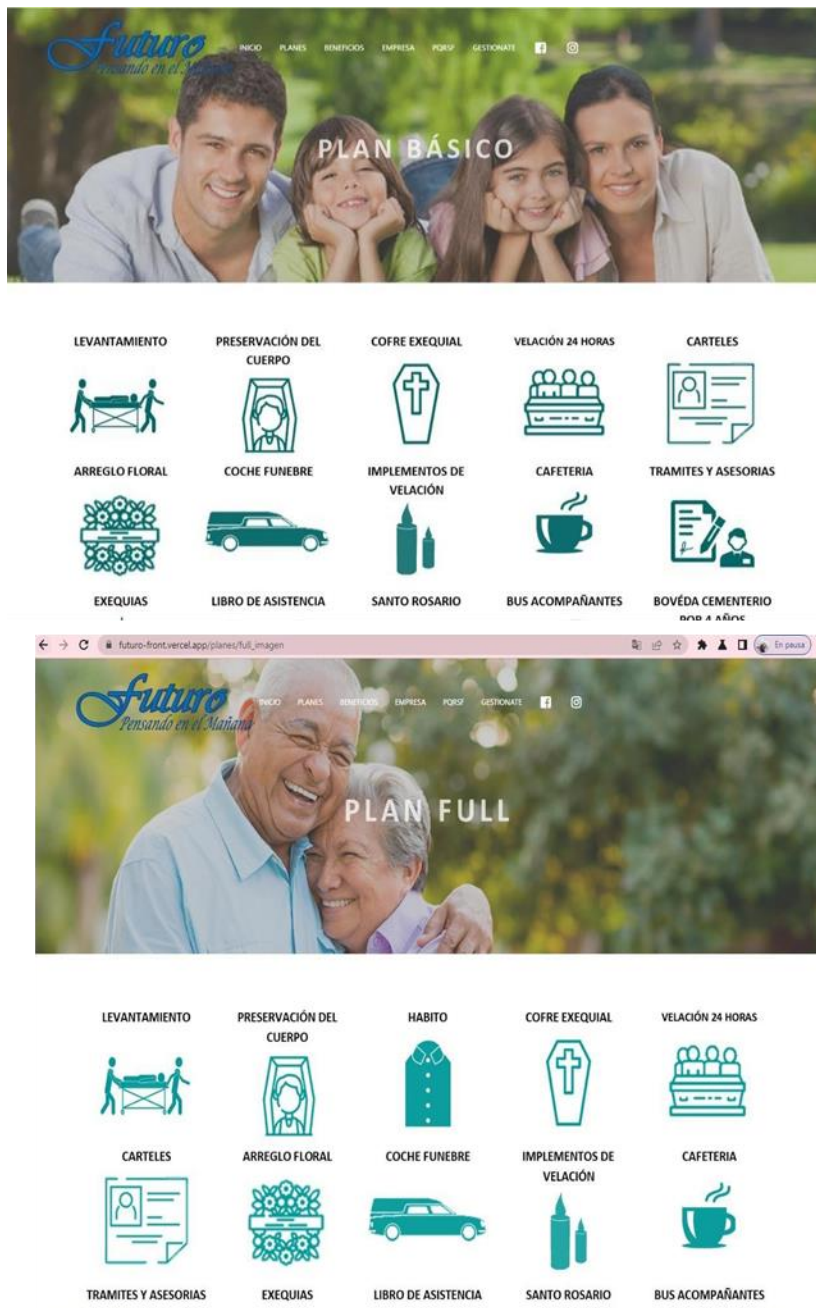 Futuro
Pensando en el Mañana
INICIO PLANES BENEFICIOS EMPRESA PQRSF GESTIONATE
PLAN BÁSICO
LEVANTAMIENTO
PRESERVACIÓN DEL
CUERPO
COFRE EXEQUIAL
VELACIÓN 24 HORAS
CARTELES
ARREGLO FLORAL
COCHE FUNEBRE
IMPLEMENTOS DE
VELACIÓN
CAFETERIA
TRAMITES Y ASESORIAS
EXEQUIAS
LIBRO DE ASISTENCIA
SANTO ROSARIO
BUS ACOMPAÑANTES
BOVÉDA CEMENTERIO
POR 4 AÑOS
futuro-front.vercel.app/planes/full_imagen
En pausa
Futuro
Pensando en el Mañana
INICIO PLANES BENEFICIOS EMPRESA PQRSF GESTIONATE
PLAN FULL
LEVANTAMIENTO
PRESERVACIÓN DEL
CUERPO
HABITO
COFRE EXEQUIAL
VELACIÓN 24 HORAS
CARTELES
ARREGLO FLORAL
COCHE FUNEBRE
IMPLEMENTOS DE
VELACIÓN
CAFETERIA
TRAMITES Y ASESORIAS
EXEQUIAS
LIBRO DE ASISTENCIA
SANTO ROSARIO
BUS ACOMPAÑANTES